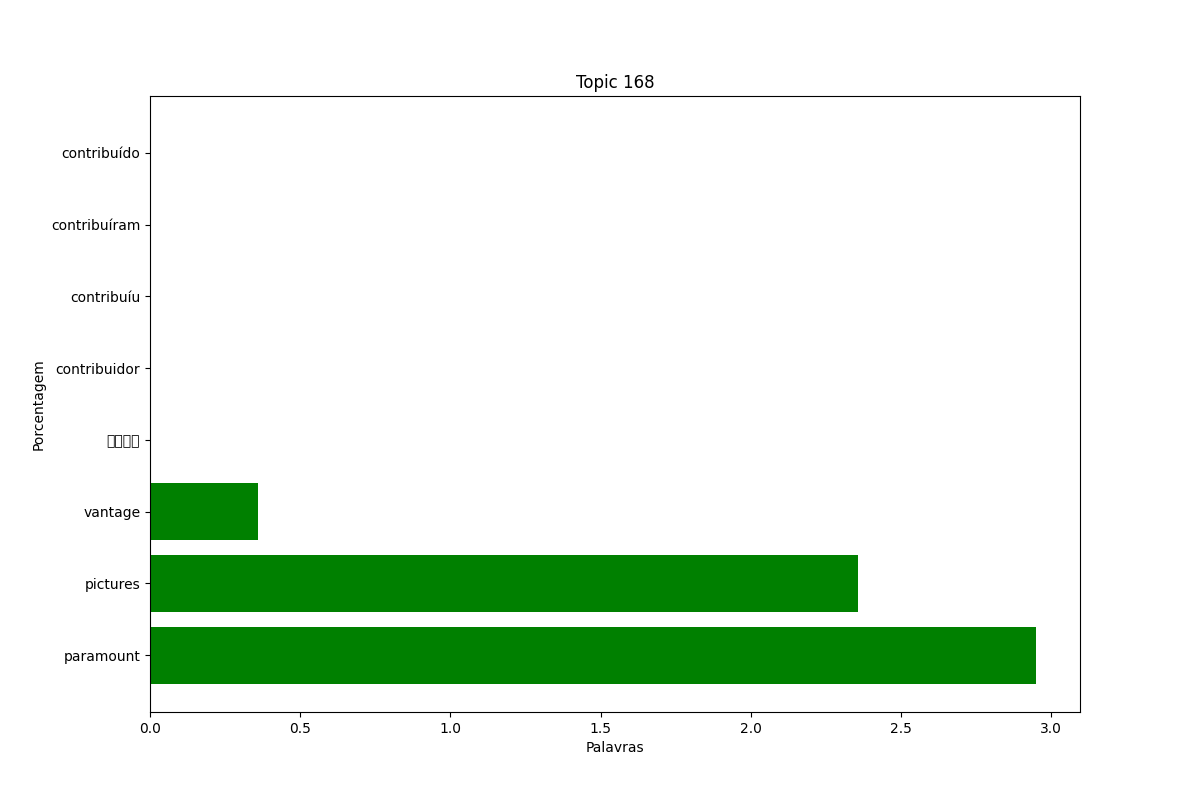 Topic 168
contribuído
contribuíram
contribuíu
contribuidor
vantage
pictures
paramount
Porcentagem
0.0 0.5 1.0 1.5 2.0 2.5 3.0
Palavras